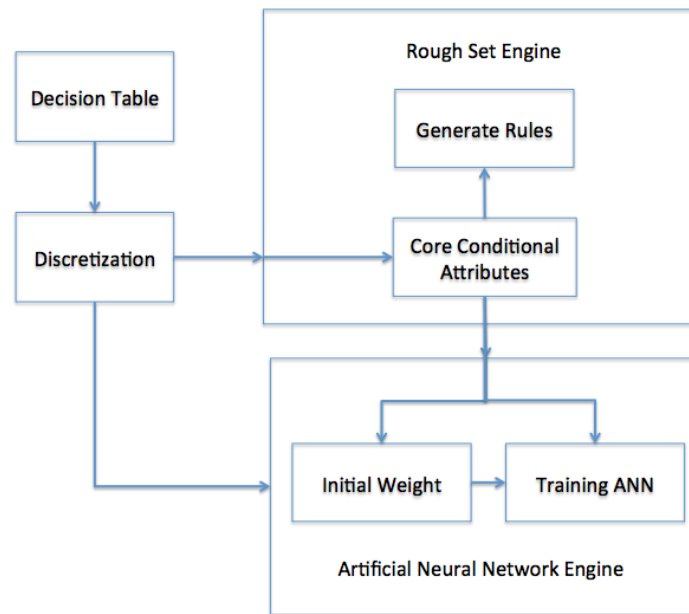 Rough Set Engine
Decision Table
Generate Rules
Discretization
Core Conditional
Attributes
Initial Weight
Training ANN
Artificial Neural Network Engine